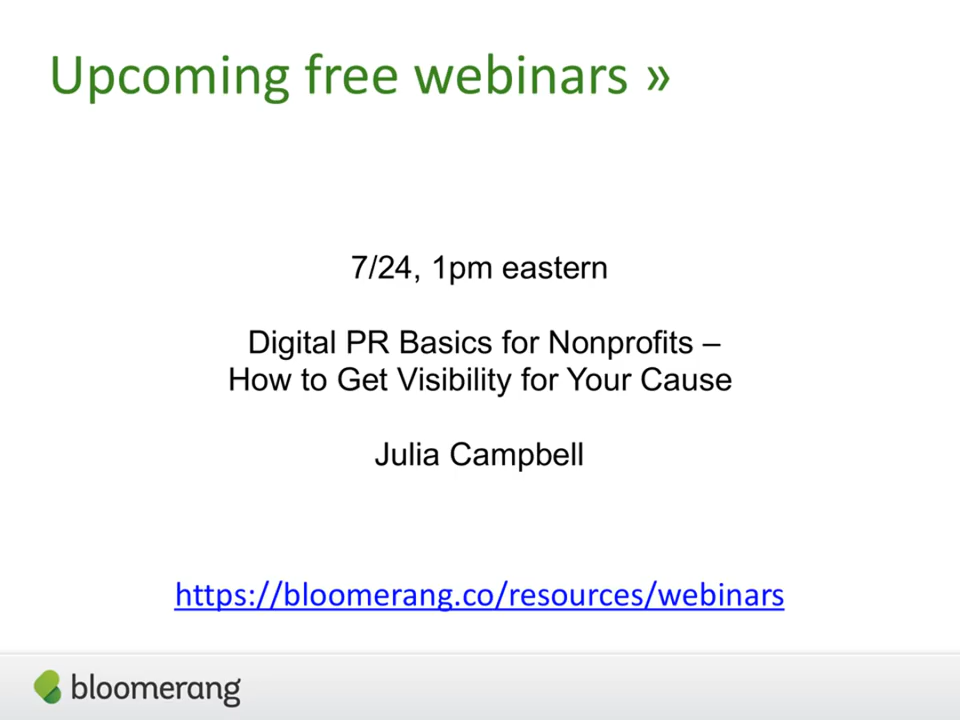 Upcoming free webinars »
7/24, 1pm eastern
Digital PR Basics for Nonprofits –
How to Get Visibility for Your Cause
Julia Campbell
https://bloomerang.co/resources/webinars
bloomerang